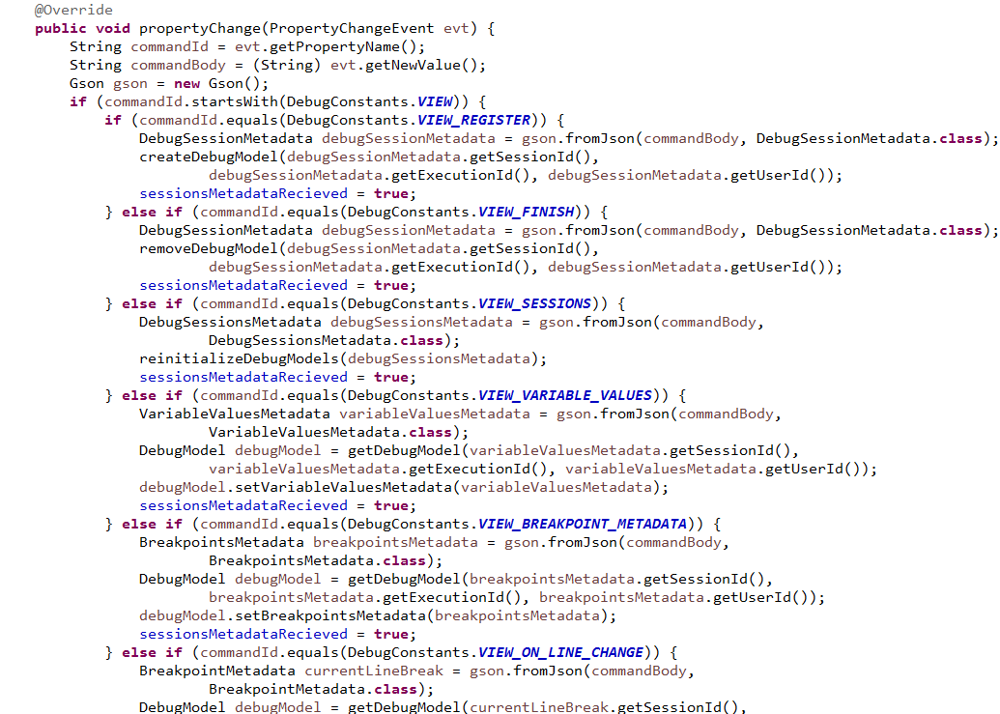 @Override
public void propertyChange(PropertyChangeEvent evt) {
String commandId = evt.getPropertyName();
String commandBody = (String) evt.getNewValue();
Gson gson = new Gson();
if (commandId.startsWith(DebugConstants.VIEW)) {
if (commandId.equals(DebugConstants.VIEW_REGISTER)) {
DebugSessionMetadata debugSessionMetadata = gson.fromJson(commandBody, DebugSessionMetadata.class);
createDebugModel(debugSessionMetadata.getSessionId(),
debugSessionMetadata.getExecutionId(), debugSessionMetadata.getUserId());
sessionsMetadataRecieved = true;
} else if (commandId.equals(DebugConstants.VIEW_FINISH)) {
DebugSessionMetadata debugSessionMetadata = gson.fromJson(commandBody, DebugSessionMetadata.class);
removeDebugModel(debugSessionMetadata.getSessionId(),
debugSessionMetadata.getExecutionId(), debugSessionMetadata.getUserId());
sessionsMetadataRecieved = true;
} else if (commandId.equals(DebugConstants.VIEW_SESSIONS)) {
DebugSessionsMetadata debugSessionsMetadata = gson.fromJson(commandBody,
DebugSessionsMetadata.class);
reinitializeDebugModels(debugSessionsMetadata);
sessionsMetadataRecieved = true;
} else if (commandId.equals(DebugConstants.VIEW_VARIABLE_VALUES)) {
VariableValuesMetadata variableValuesMetadata = gson.fromJson(commandBody,
VariableValuesMetadata.class);
DebugModel debugModel = getDebugModel(variableValuesMetadata.getSessionId(),
variableValuesMetadata.getExecutionId(), variableValuesMetadata.getUserId());
debugModel.setVariableValuesMetadata(variableValuesMetadata);
sessionsMetadataRecieved = true;
} else if (commandId.equals(DebugConstants.VIEW_BREAKPOINT_METADATA)) {
BreakpointsMetadata breakpointsMetadata = gson.fromJson(commandBody,
BreakpointsMetadata.class);
DebugModel debugModel = getDebugModel(breakpointsMetadata.getSessionId(),
breakpointsMetadata.getExecutionId(), breakpointsMetadata.getUserId());
debugModel.setBreakpointsMetadata(breakpointsMetadata);
sessionsMetadataRecieved = true;
} else if (commandId.equals(DebugConstants.VIEW_ON_LINE_CHANGE)) {
BreakpointMetadata currentLineBreak = gson.fromJson(commandBody,
BreakpointMetadata.class);
DebugModel debugModel = getDebugModel(currentLineBreak.getSessionId(),